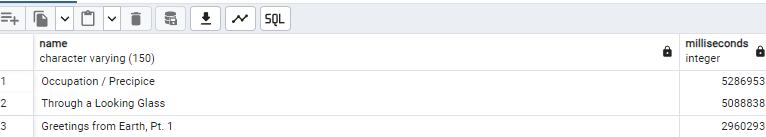 SQL
name milliseconds
character varying (150) integer
1 Occupation / Precipice 5286953
2 Through a Looking Glass 5088838
3 Greetings from Earth, Pt. 1 2960293